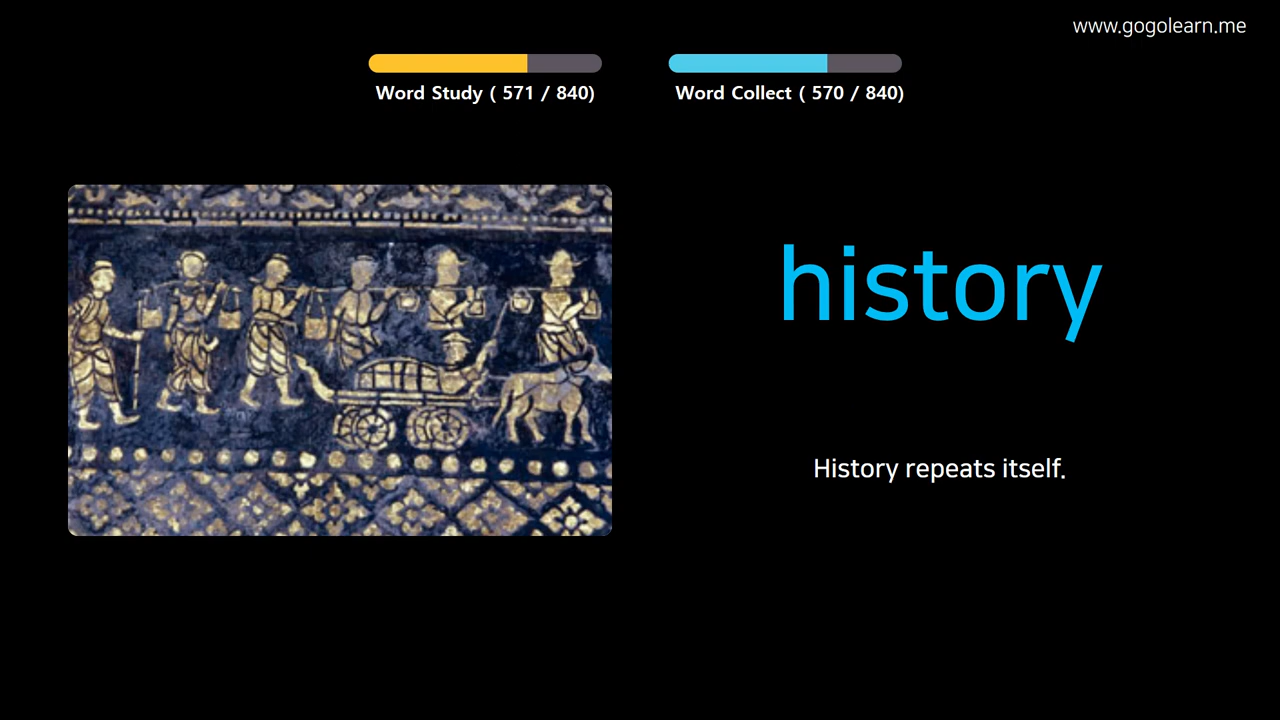 www.gogolearn.me
Word Study ( 571 / 840)
Word Collect ( 570 / 840)
history
History repeats itself.